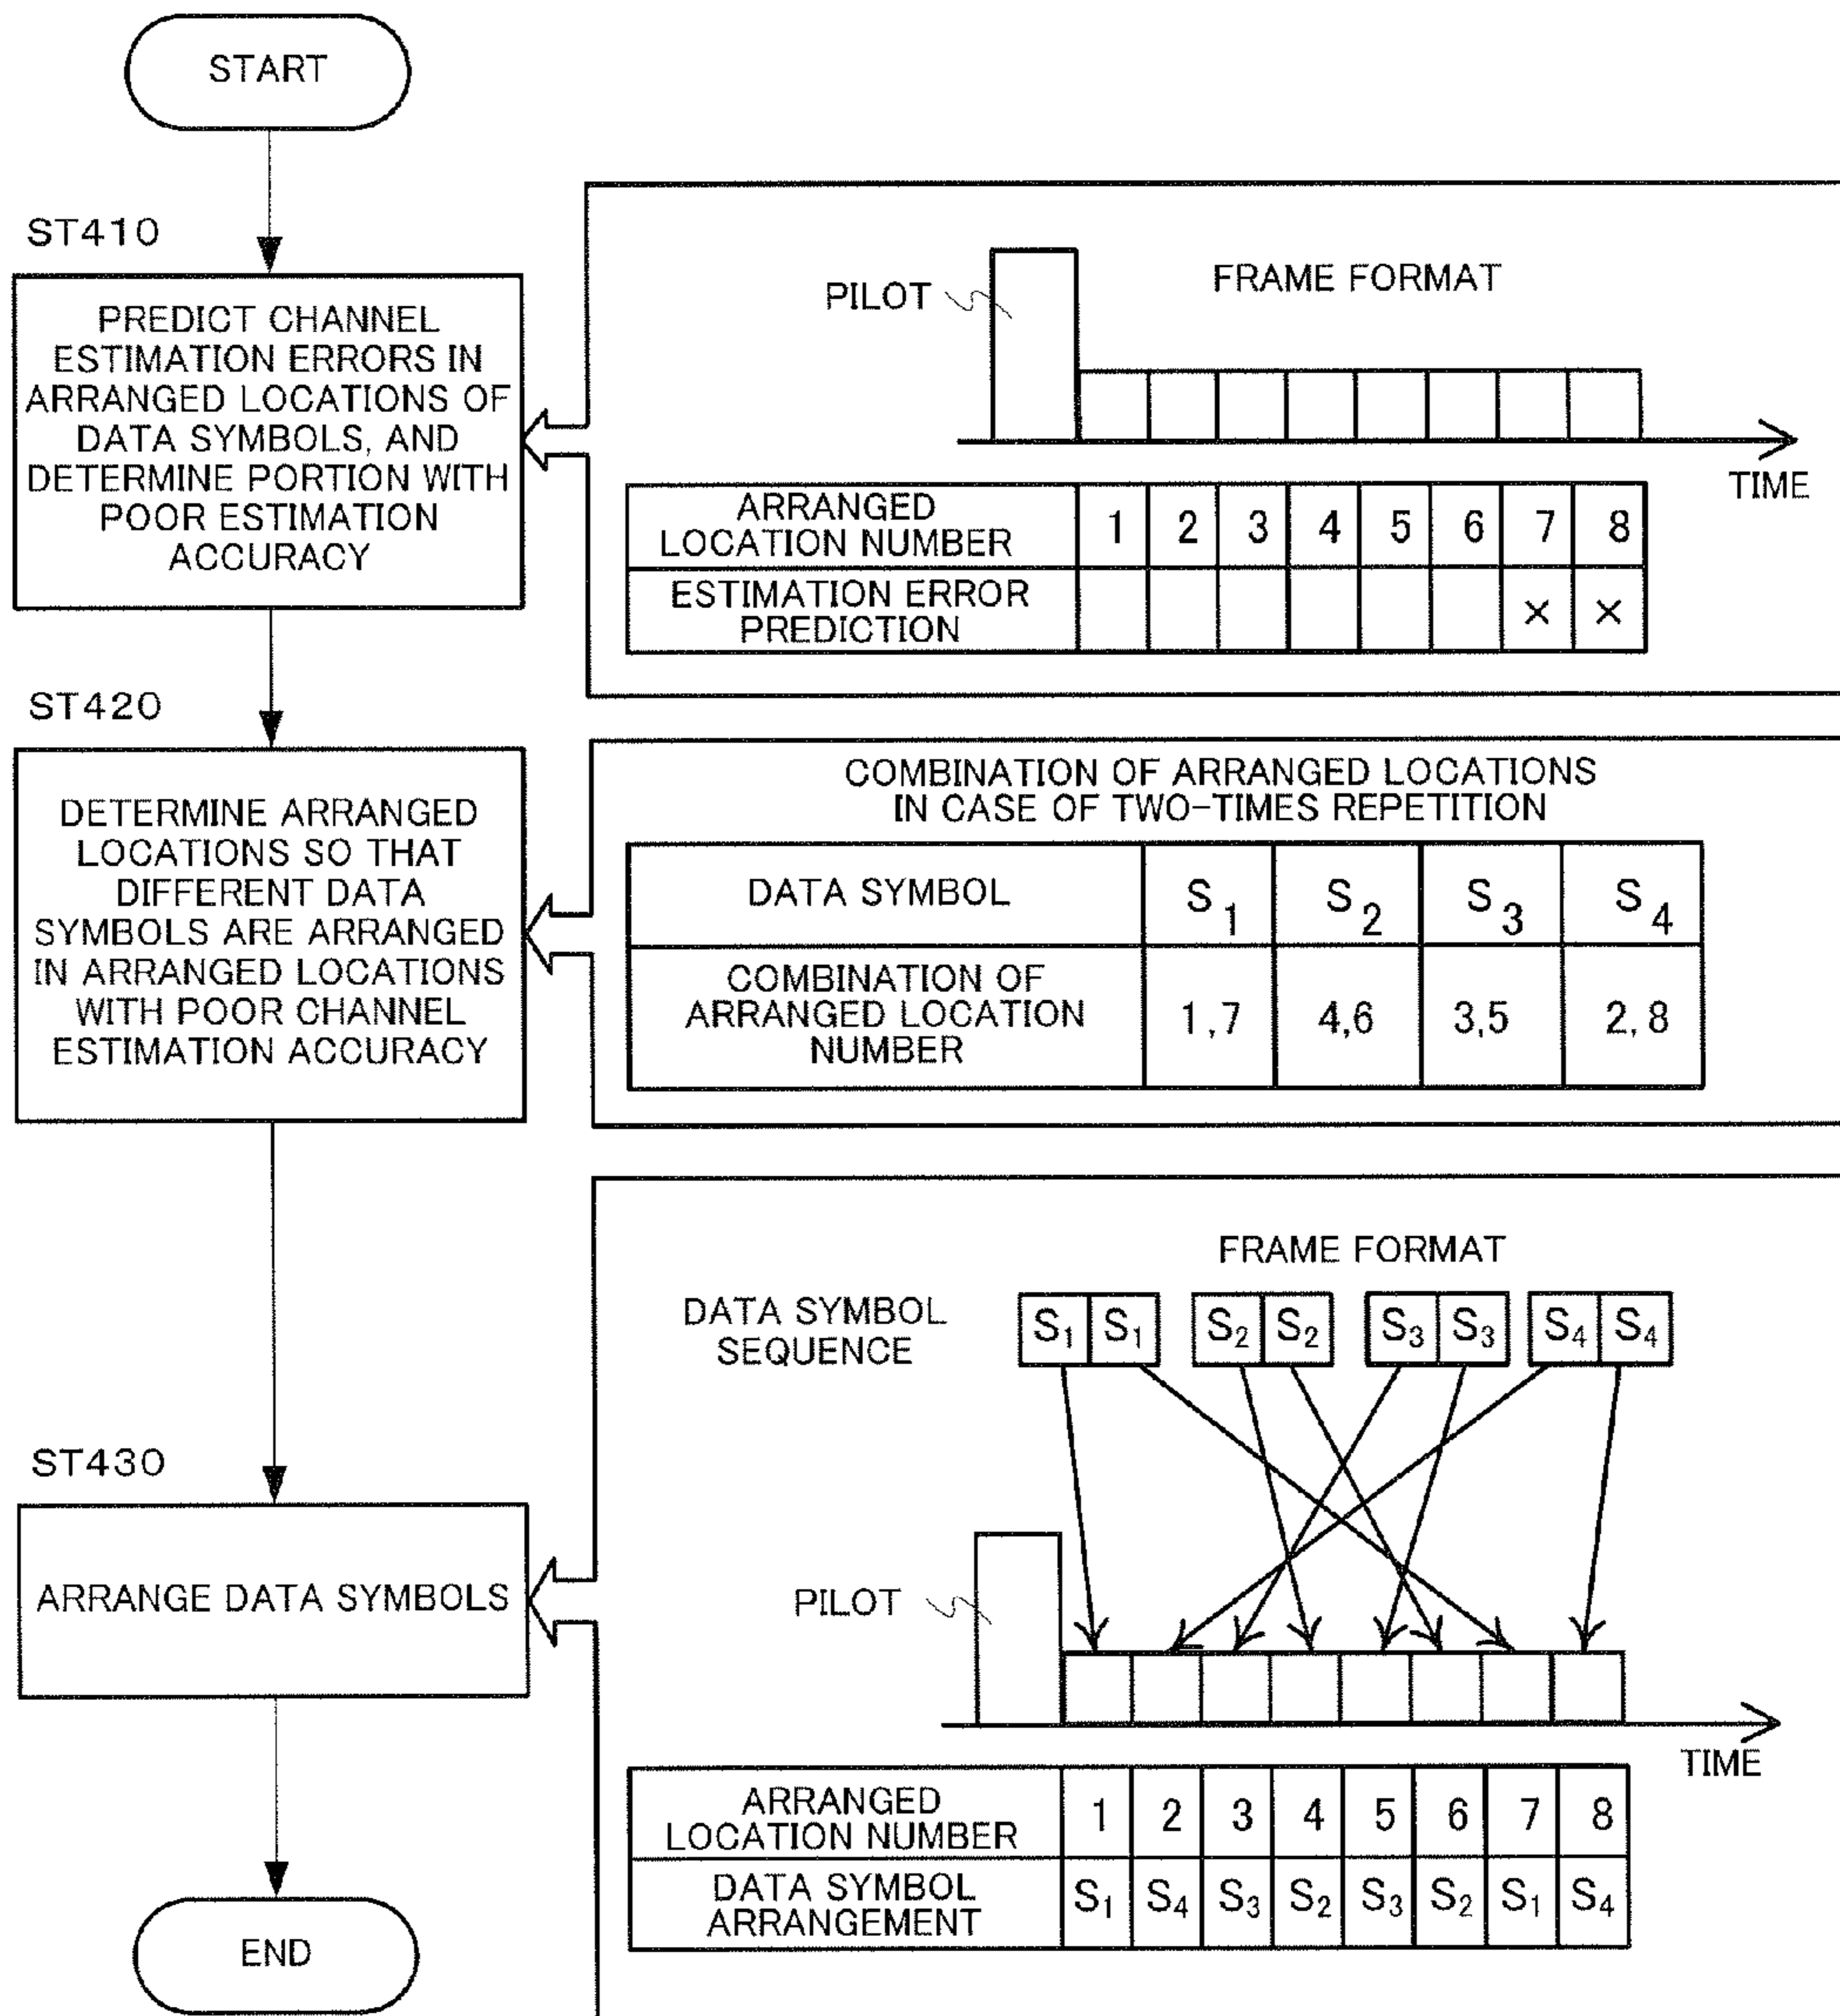 START
ST410
PREDICT CHANNEL
ESTIMATION ERRORS IN
ARRANGED LOCATIONS OF
DATA SYMBOLS, AND
DETERMINE PORTION WITH
POOR ESTIMATION
ACCURACY
FRAME FORMAT
PILOT
TIME
ARRANGED
LOCATION NUMBER
1 2 3 4 5 6 7 8
ESTIMATION ERROR
PREDICTION
× ×
ST420
DETERMINE ARRANGED
LOCATIONS SO THAT
DIFFERENT DATA
SYMBOLS ARE ARRANGED
IN ARRANGED LOCATIONS
WITH POOR CHANNEL
ESTIMATION ACCURACY
COMBINATION OF ARRANGED LOCATIONS
IN CASE OF TWO-TIMES REPETITION
DATA SYMBOL S₁ S₂ S₃ S₄
COMBINATION OF
ARRANGED LOCATION
NUMBER
1,7 4,6 3,5 2,8
ST430
ARRANGE DATA SYMBOLS
FRAME FORMAT
DATA SYMBOL
SEQUENCE
S₁ S₁ S₂ S₂ S₃ S₃ S₄ S₄
PILOT
TIME
ARRANGED
LOCATION NUMBER
1 2 3 4 5 6 7 8
DATA SYMBOL
ARRANGEMENT
S₁ S₄ S₃ S₂ S₃ S₂ S₁ S₄
END